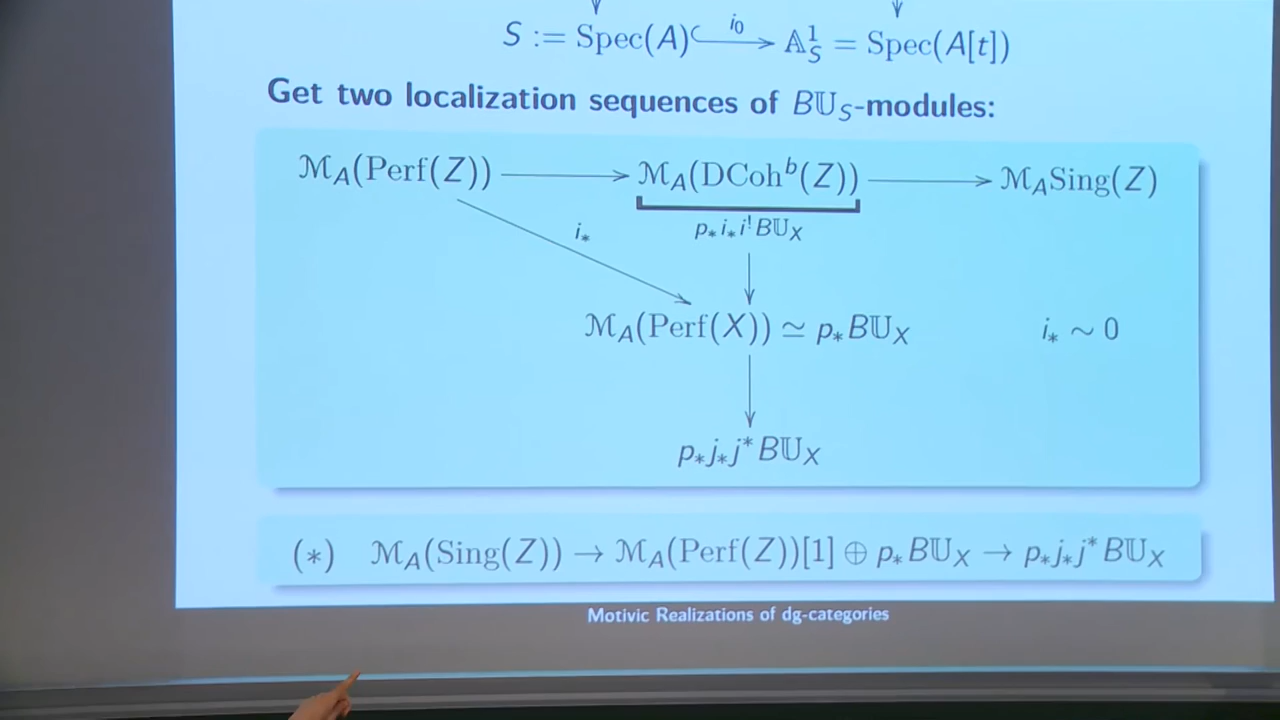 S := Spec(A) i₀ 𝔸¹_S = Spec(A[t])
Get two localization sequences of B𝕌_S-modules:
ℳ_A(Perf(Z)) → ℳ_A(DCoh^b(Z)) → ℳ_A Sing(Z)
i_* p_* i_* i^! B𝕌_X
ℳ_A(Perf(X)) ≃ p_* B𝕌_X i_* ∼ 0
p_* j_* j^* B𝕌_X
(*) ℳ_A(Sing(Z)) → ℳ_A(Perf(Z))[1] ⊕ p_* B𝕌_X → p_* j_* j^* B𝕌_X
Motivic Realizations of dg-categories